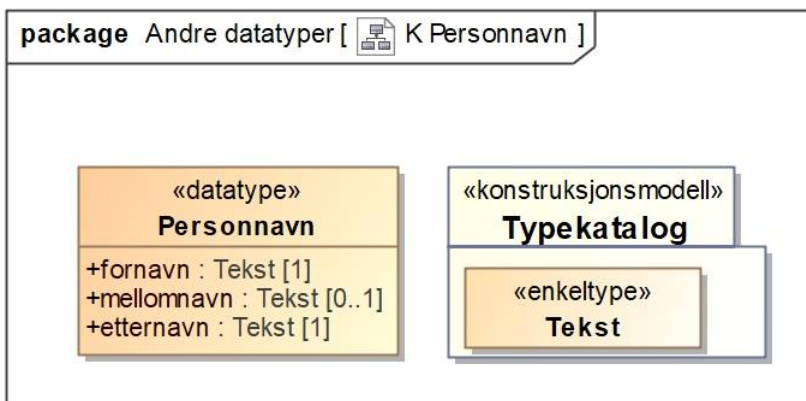 package Andre datatyper [ K Personnavn ]
«datatype»
Personnavn
+fornavn : Tekst [1]
+mellomnavn : Tekst [0..1]
+etternavn : Tekst [1]
«konstruksjonsmodell»
Typekatalog
«enkeltype»
Tekst